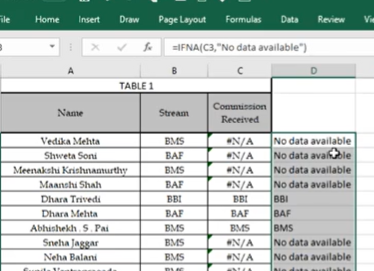 File Home Insert Draw Page Layout Formulas Data Review
fx =IFNA(C3,"No data available")
A B C D
TABLE 1
Name Stream Commission Received
Vedika Mehta BMS #N/A No data available
Shweta Soni BAF #N/A No data available
Meenakshi Krishnamurthy BMS #N/A No data available
Maanshi Shah BAF #N/A No data available
Dhara Trivedi BBI BBI BBI
Dhara Mehta BAF BAF BAF
Abhishekh . S . Pai BMS BMS BMS
Sneha Jaggar BMS #N/A No data available
Neha Balani BMS #N/A No data available